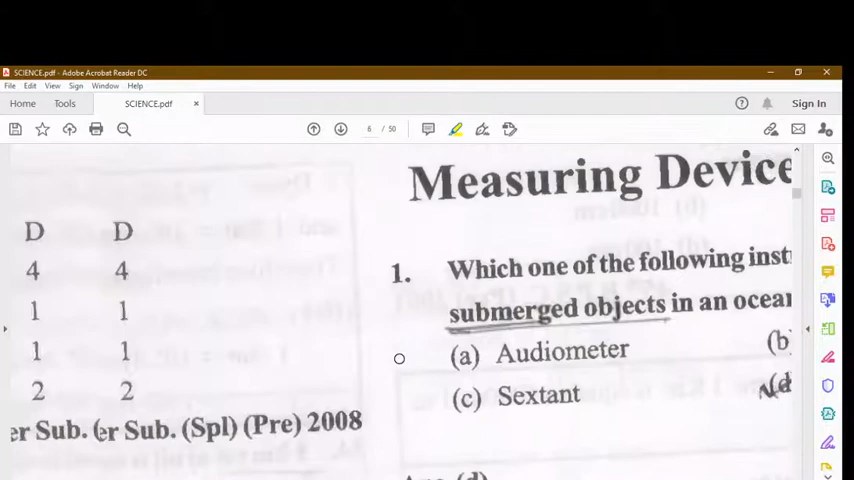 SCIENCE.pdf - Adobe Acrobat Reader DC
File Edit View Sign Window Help
Home Tools SCIENCE.pdf × Sign In
6 / 50
Measuring Device
D D
4 4
1 1
1 1
2 2
er Sub. (er Sub. (Spl) (Pre) 2008
1. Which one of the following inst
submerged objects in an ocean
(a) Audiometer (b)
(c) Sextant (d
Ans. (d)